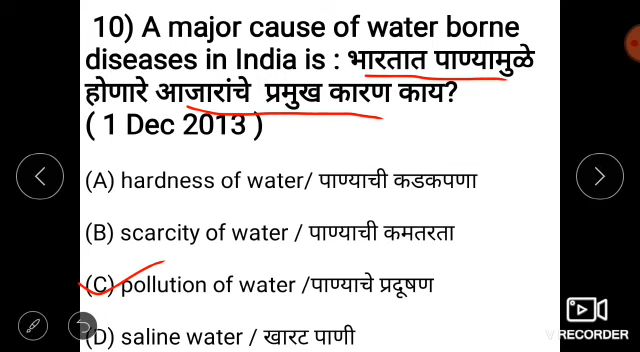 10) A major cause of water borne
diseases in India is : भारतात पाण्यामुळे
होणारे आजारांचे प्रमुख कारण काय?
( 1 Dec 2013 )
(A) hardness of water/ पाण्याची कडकपणा
(B) scarcity of water / पाण्याची कमतरता
(C) pollution of water /पाण्याचे प्रदूषण
(D) saline water / खारट पाणी
V RECORDER